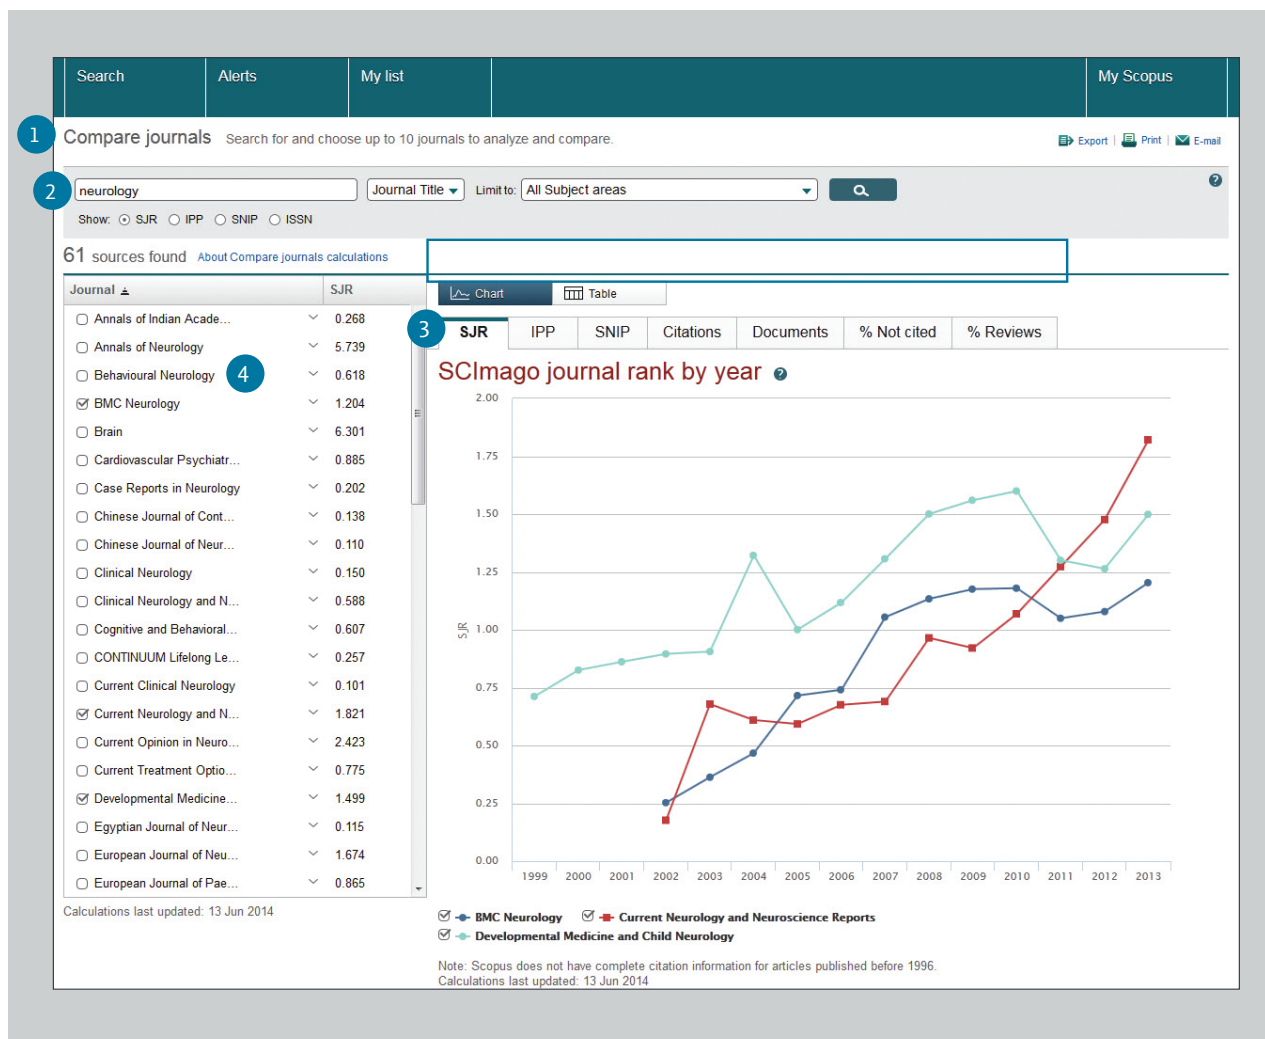 Search Alerts My list My Scopus
1 Compare journals Search for and choose up to 10 journals to analyze and compare. Export | Print | E-mail
2 neurology Journal Title Limit to: All Subject areas ?
Show: SJR IPP SNIP ISSN
61 sources found About Compare journals calculations
Journal SJR
Annals of Indian Acade... 0.268
Annals of Neurology 5.739
Behavioural Neurology 4 0.618
BMC Neurology 1.204
Brain 6.301
Cardiovascular Psychiatr... 0.885
Case Reports in Neurology 0.202
Chinese Journal of Cont... 0.138
Chinese Journal of Neur... 0.110
Clinical Neurology 0.150
Clinical Neurology and N... 0.588
Cognitive and Behavioral... 0.607
CONTINUUM Lifelong Le... 0.257
Current Clinical Neurology 0.101
Current Neurology and N... 1.821
Current Opinion in Neuro... 2.423
Current Treatment Optio... 0.775
Developmental Medicine... 1.499
Egyptian Journal of Neur... 0.115
European Journal of Neu... 1.674
European Journal of Pae... 0.865
Calculations last updated: 13 Jun 2014
Chart Table
3 SJR IPP SNIP Citations Documents % Not cited % Reviews
SCImago journal rank by year ?
2.00
1.75
1.50
1.25
1.00
SJR
0.75
0.50
0.25
0.00
1999 2000 2001 2002 2003 2004 2005 2006 2007 2008 2009 2010 2011 2012 2013
BMC Neurology Current Neurology and Neuroscience Reports
Developmental Medicine and Child Neurology
Note: Scopus does not have complete citation information for articles published before 1996.
Calculations last updated: 13 Jun 2014